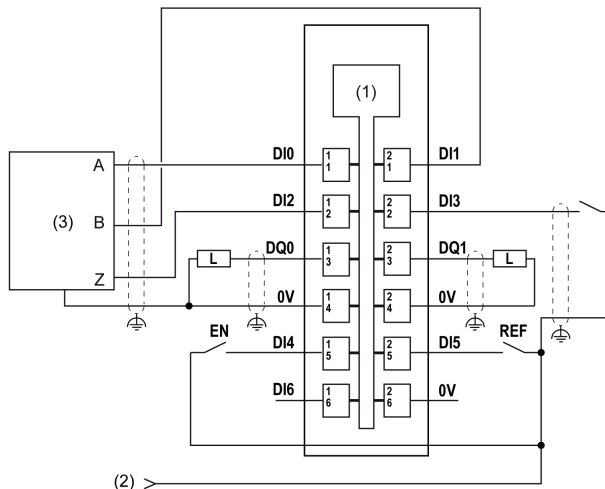 (1)
A DI0 1 1 2 1 DI1
(3) B DI2 1 2 2 2 DI3
Z L DQ0 1 3 2 3 DQ1 L
0V 1 4 2 4 0V
EN DI4 1 5 2 5 DI5 REF
DI6 1 6 2 6 0V
(2)